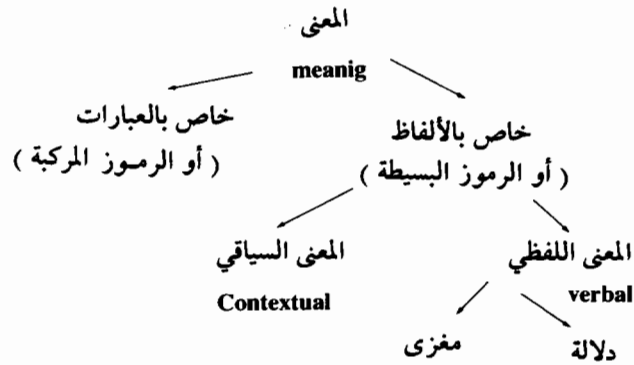 المعنى
meanig
خاص بالألفاظ
( أو الرموز البسيطة )
خاص بالعبارات
( أو الرمـوز المركبة )
المعنى اللفظي
verbal
المعنى السياقي
Contextual
دلالة
مغزى